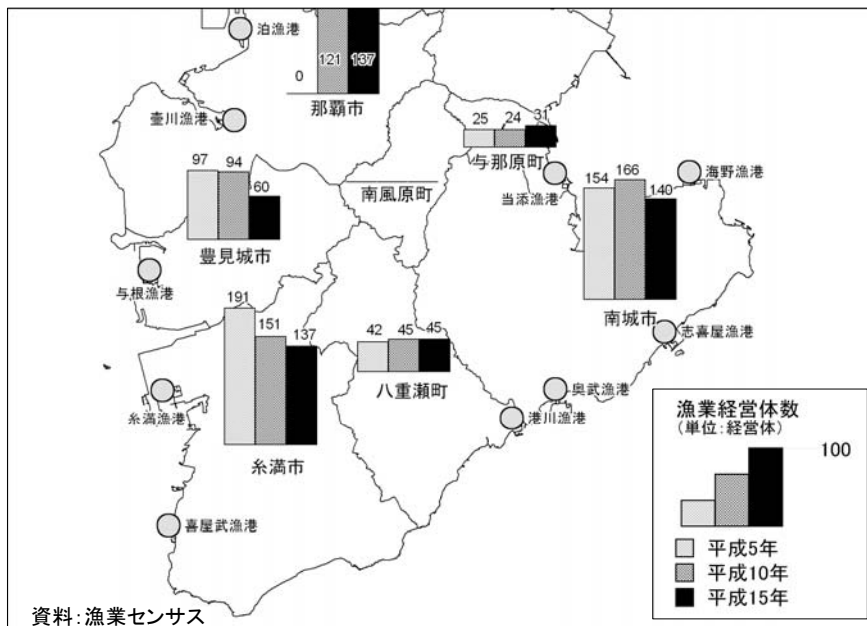 泊漁港
0
121
137
那覇市
壷川漁港
25
24
31
与那原町
97
94
60
豊見城市
南風原町
当添漁港
海野漁港
154
166
140
南城市
与根漁港
191
151
137
糸満市
42
45
45
八重瀬町
志喜屋漁港
糸満漁港
奥武漁港
港川漁港
喜屋武漁港
漁業経営体数
(単位:経営体)
100
平成5年
平成10年
平成15年
資料:漁業センサス